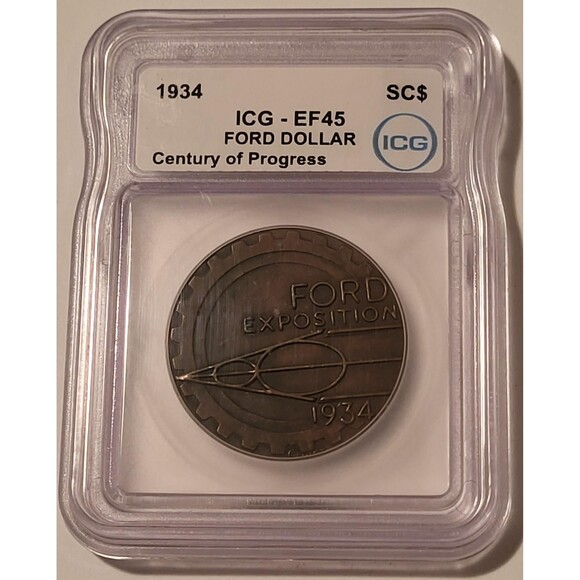 1934 SC$
ICG - EF45
FORD DOLLAR
Century of Progress
ICG
FORD
EXPOSITION
1934